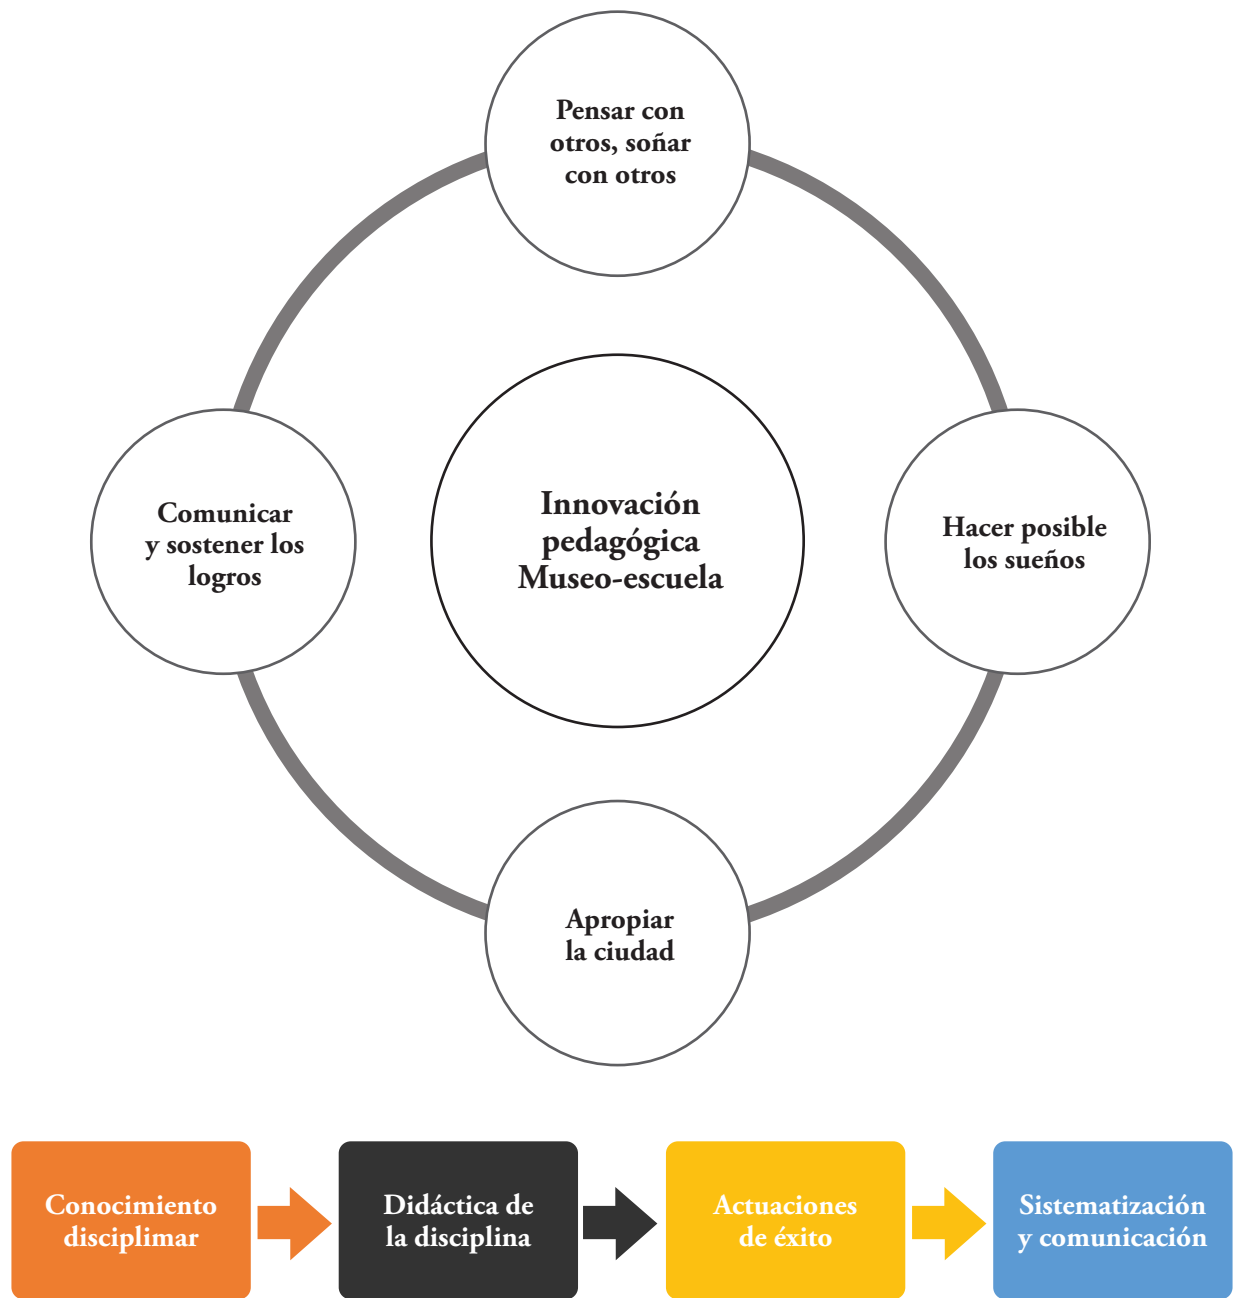 Pensar con
otros, soñar
con otros
Comunicar
y sostener los
logros
Innovación
pedagógica
Museo-escuela
Hacer posible
los sueños
Apropiar
la ciudad
Conocimiento
disciplimar
Didáctica de
la disciplina
Actuaciones
de éxito
Sistematización
y comunicación